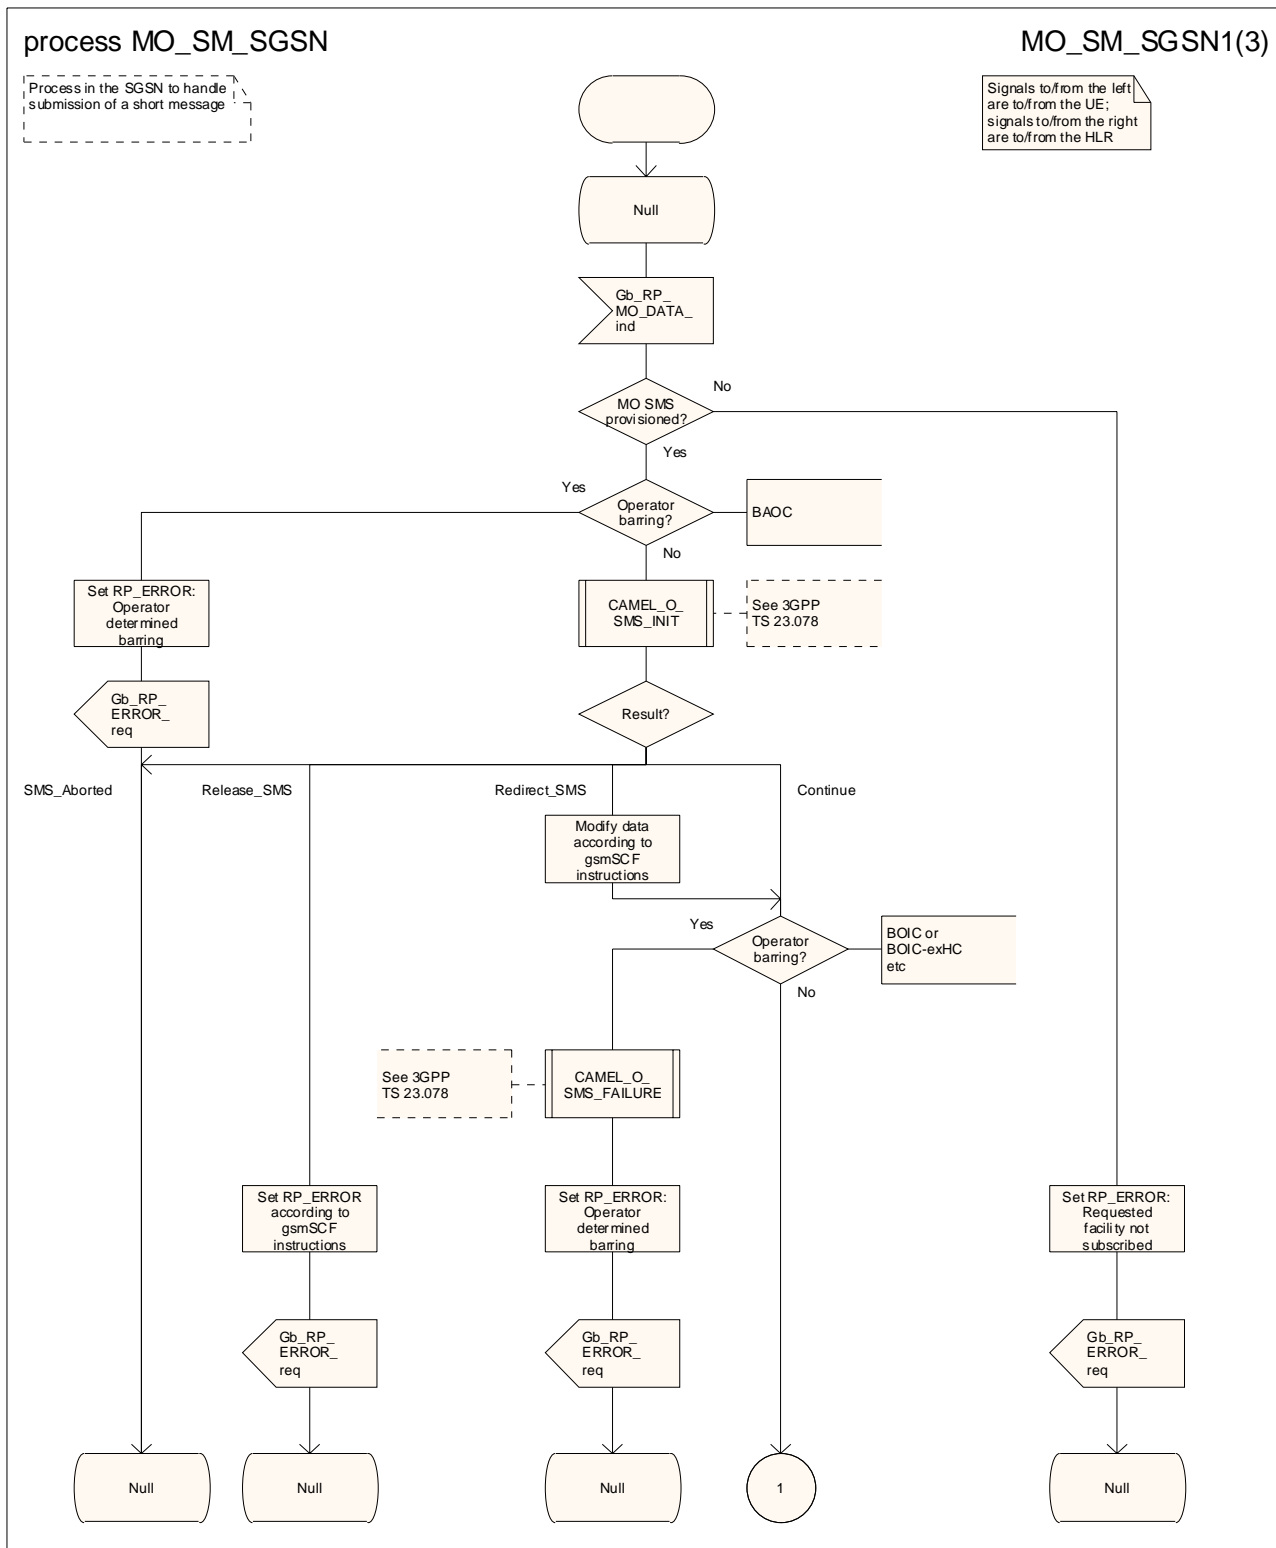 process MO_SM_SGSN
MO_SM_SGSN1(3)
Process in the SGSN to handle
submission of a short message
Signals to/from the left
are to/from the UE;
signals to/from the right
are to/from the HLR
Null
Gb_RP_
MO_DATA_
ind
No
MO SMS
provisioned?
Yes
Yes
Operator
barring?
BAOC
No
Set RP_ERROR:
Operator
determined
barring
CAMEL_O_
SMS_INIT
See 3GPP
TS 23.078
Gb_RP_
ERROR_
req
Result?
SMS_Aborted
Release_SMS
Redirect_SMS
Continue
Modify data
according to
gsmSCF
instructions
Yes
Operator
barring?
BOIC or
BOIC-exHC
etc
No
See 3GPP
TS 23.078
CAMEL_O_
SMS_FAILURE
Set RP_ERROR
according to
gsmSCF
instructions
Set RP_ERROR:
Operator
determined
barring
Set RP_ERROR:
Requested
facility not
subscribed
Gb_RP_
ERROR_
req
Gb_RP_
ERROR_
req
Gb_RP_
ERROR_
req
Null
Null
Null
1
Null